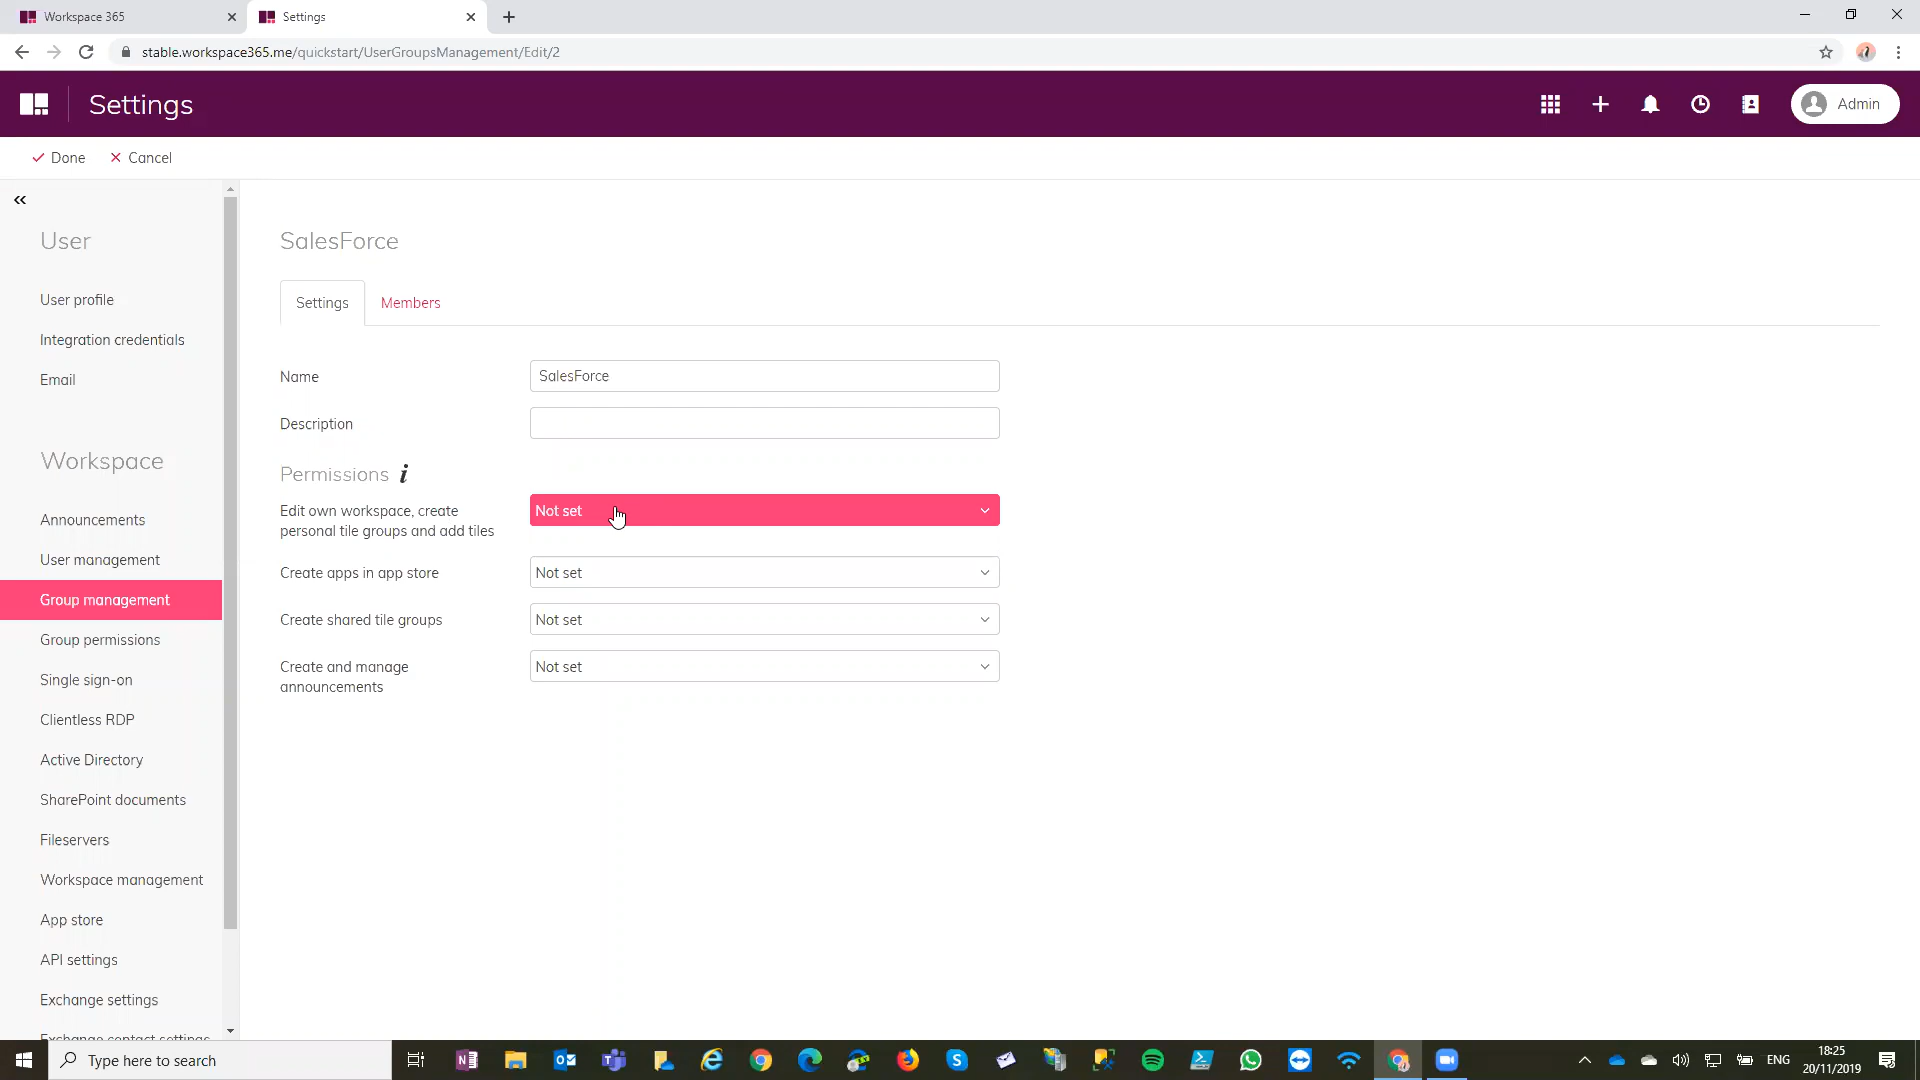 Workspace 365
Settings
stable.workspace365.me/quickstart/UserGroupsManagement/Edit/2
Settings
Admin
Done
Cancel
User
User profile
Integration credentials
Email
Workspace
Announcements
User management
Group management
Group permissions
Single sign-on
Clientless RDP
Active Directory
SharePoint documents
Fileservers
Workspace management
App store
API settings
Exchange settings
Exchange contact settings
SalesForce
Settings
Members
Name
SalesForce
Description
Permissions i
Edit own workspace, create
personal tile groups and add tiles
Not set
Create apps in app store
Not set
Create shared tile groups
Not set
Create and manage
announcements
Not set
Type here to search
ENG
18:25
20/11/2019